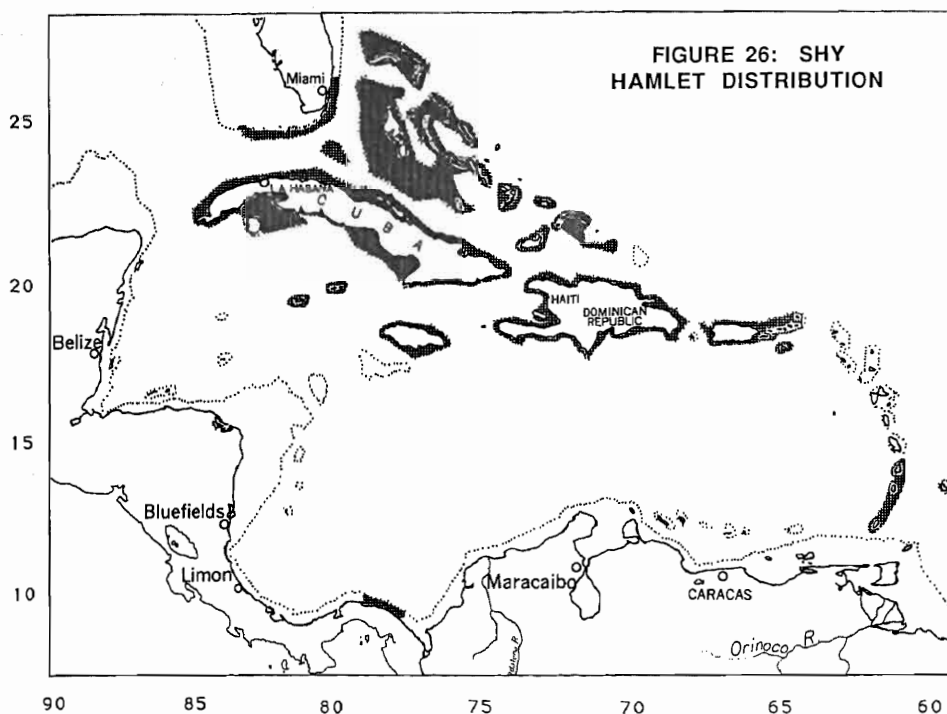 FIGURE 26: SHY
HAMLET DISTRIBUTION
Miami
25
LA HABANA
CUBA
20
HAITI
DOMINICAN
REPUBLIC
Belize
15
Bluefields
Limon
Maracaibo
CARACAS
10
Orinoco R.
90 85 80 75 70 65 60